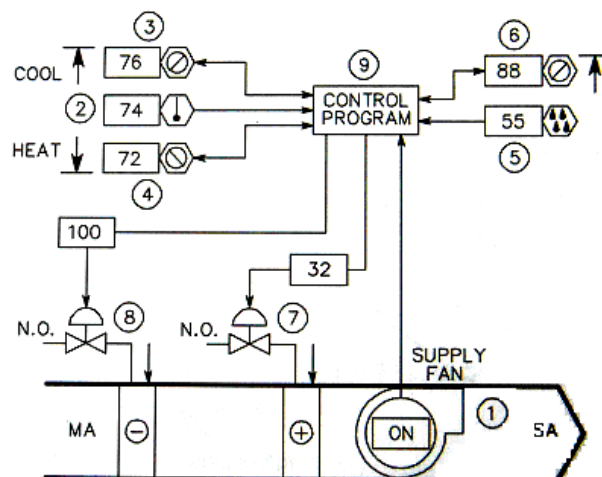 3
6
COOL
76
9
88
2
74
CONTROL
PROGRAM
55
HEAT
72
5
4
100
32
N.O.
8
N.O.
7
SUPPLY
FAN
1
MA
−
+
ON
SA